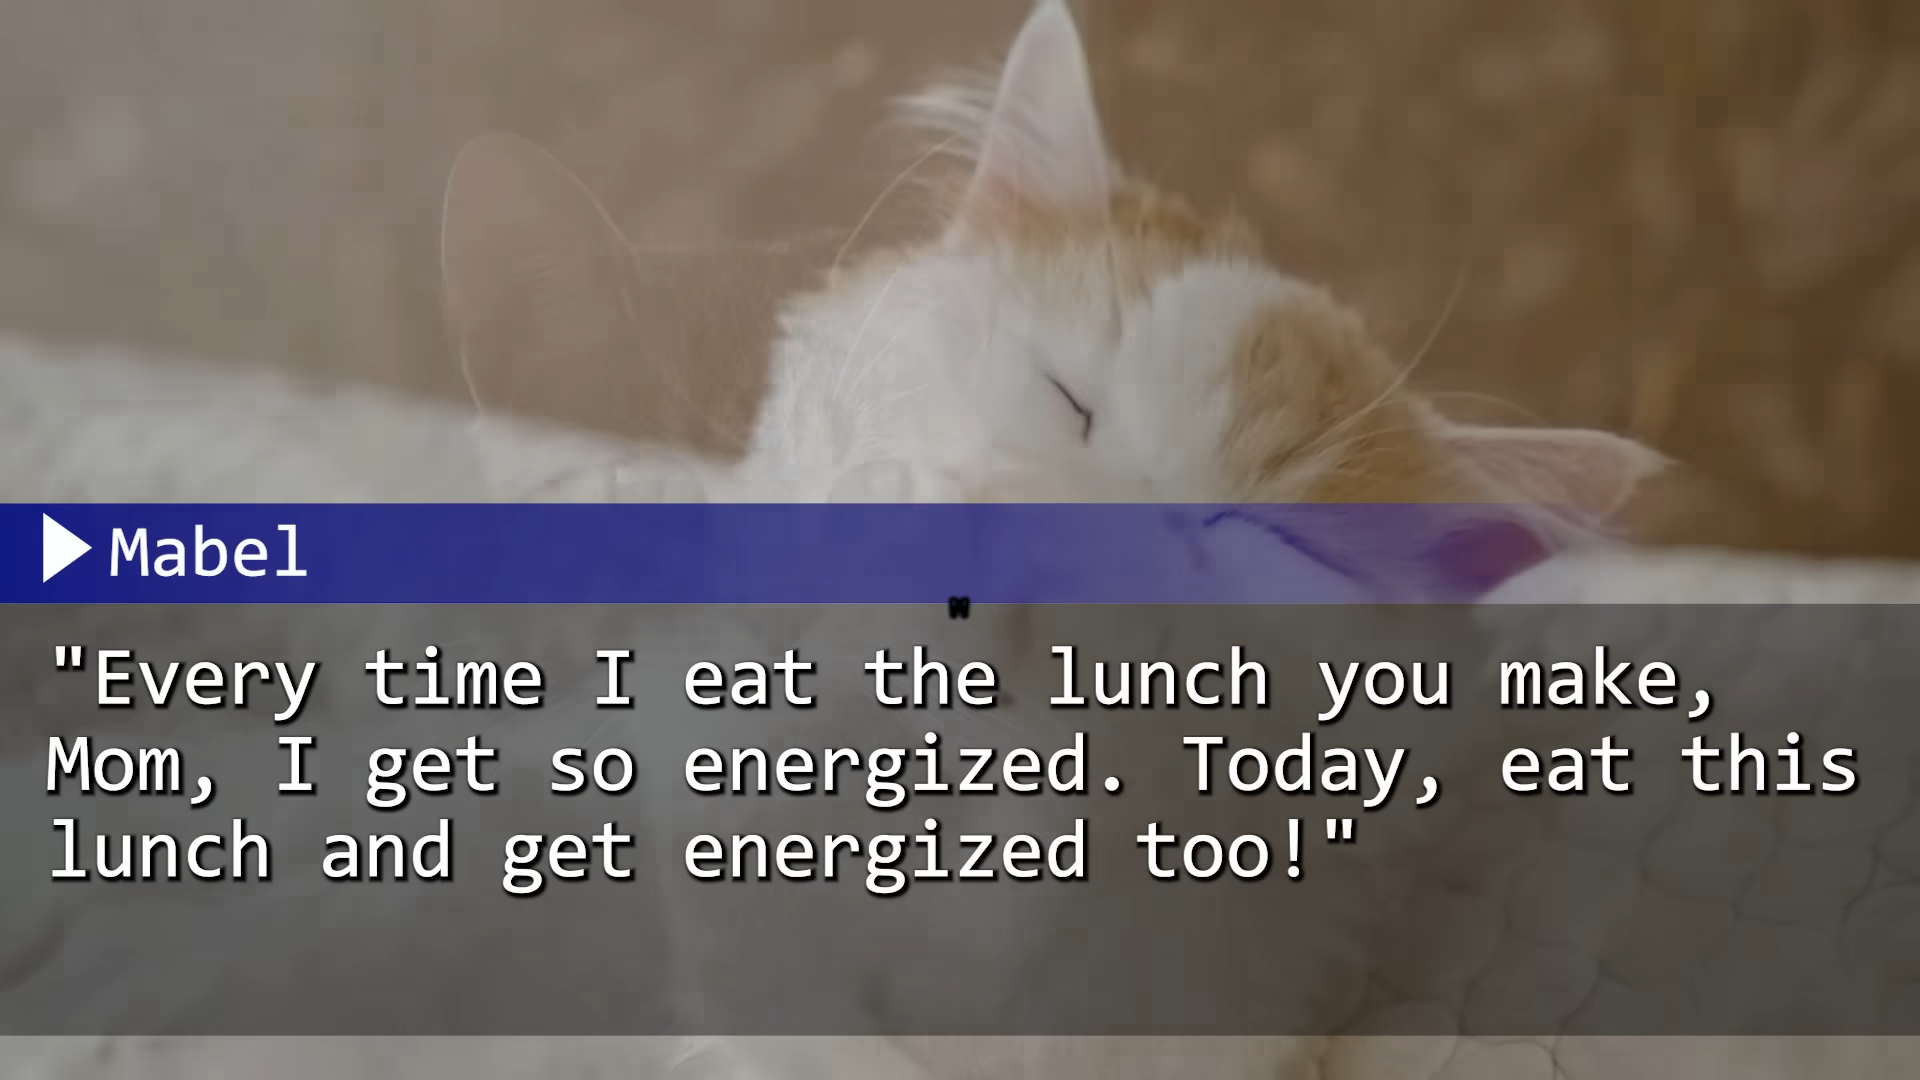 Mabel
"Every time I eat the lunch you make,
Mom, I get so energized. Today, eat this
lunch and get energized too!"